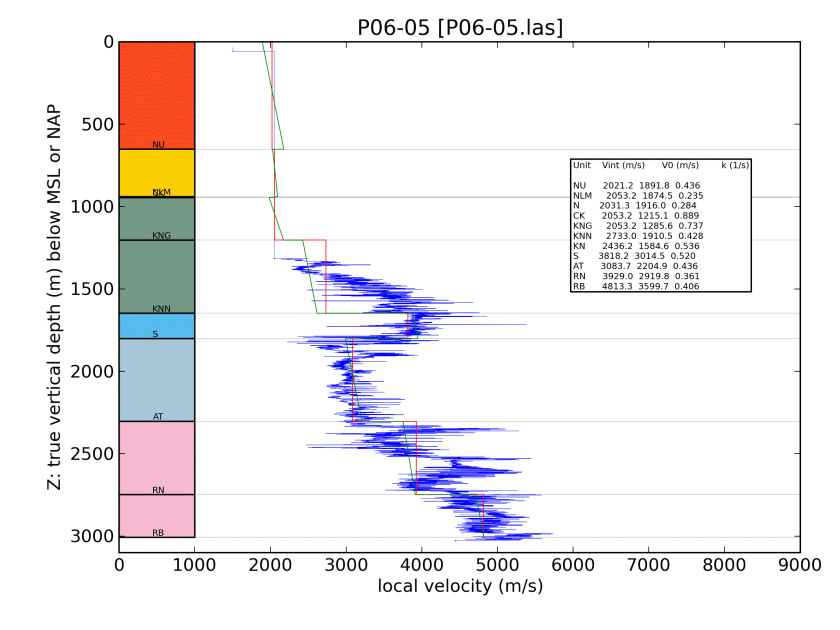 P06-05 [P06-05.las]
0
500
1000
1500
2000
2500
3000
Z: true vertical depth (m) below MSL or NAP
NU
NLM
KNG
KNN
S
AT
RN
RB
Unit Vint (m/s) V0 (m/s) k (1/s)
NU 2021.2 1891.8 0.436
NLM 2053.2 1874.5 0.235
N 2031.3 1916.0 0.284
CK 2053.2 1215.1 0.889
KNG 2053.2 1285.6 0.737
KNN 2733.0 1910.5 0.428
KN 2436.2 1584.6 0.536
S 3818.2 3014.5 0.520
AT 3083.7 2204.9 0.436
RN 3929.0 2919.8 0.361
RB 4813.3 3599.7 0.406
0 1000 2000 3000 4000 5000 6000 7000 8000 9000
local velocity (m/s)